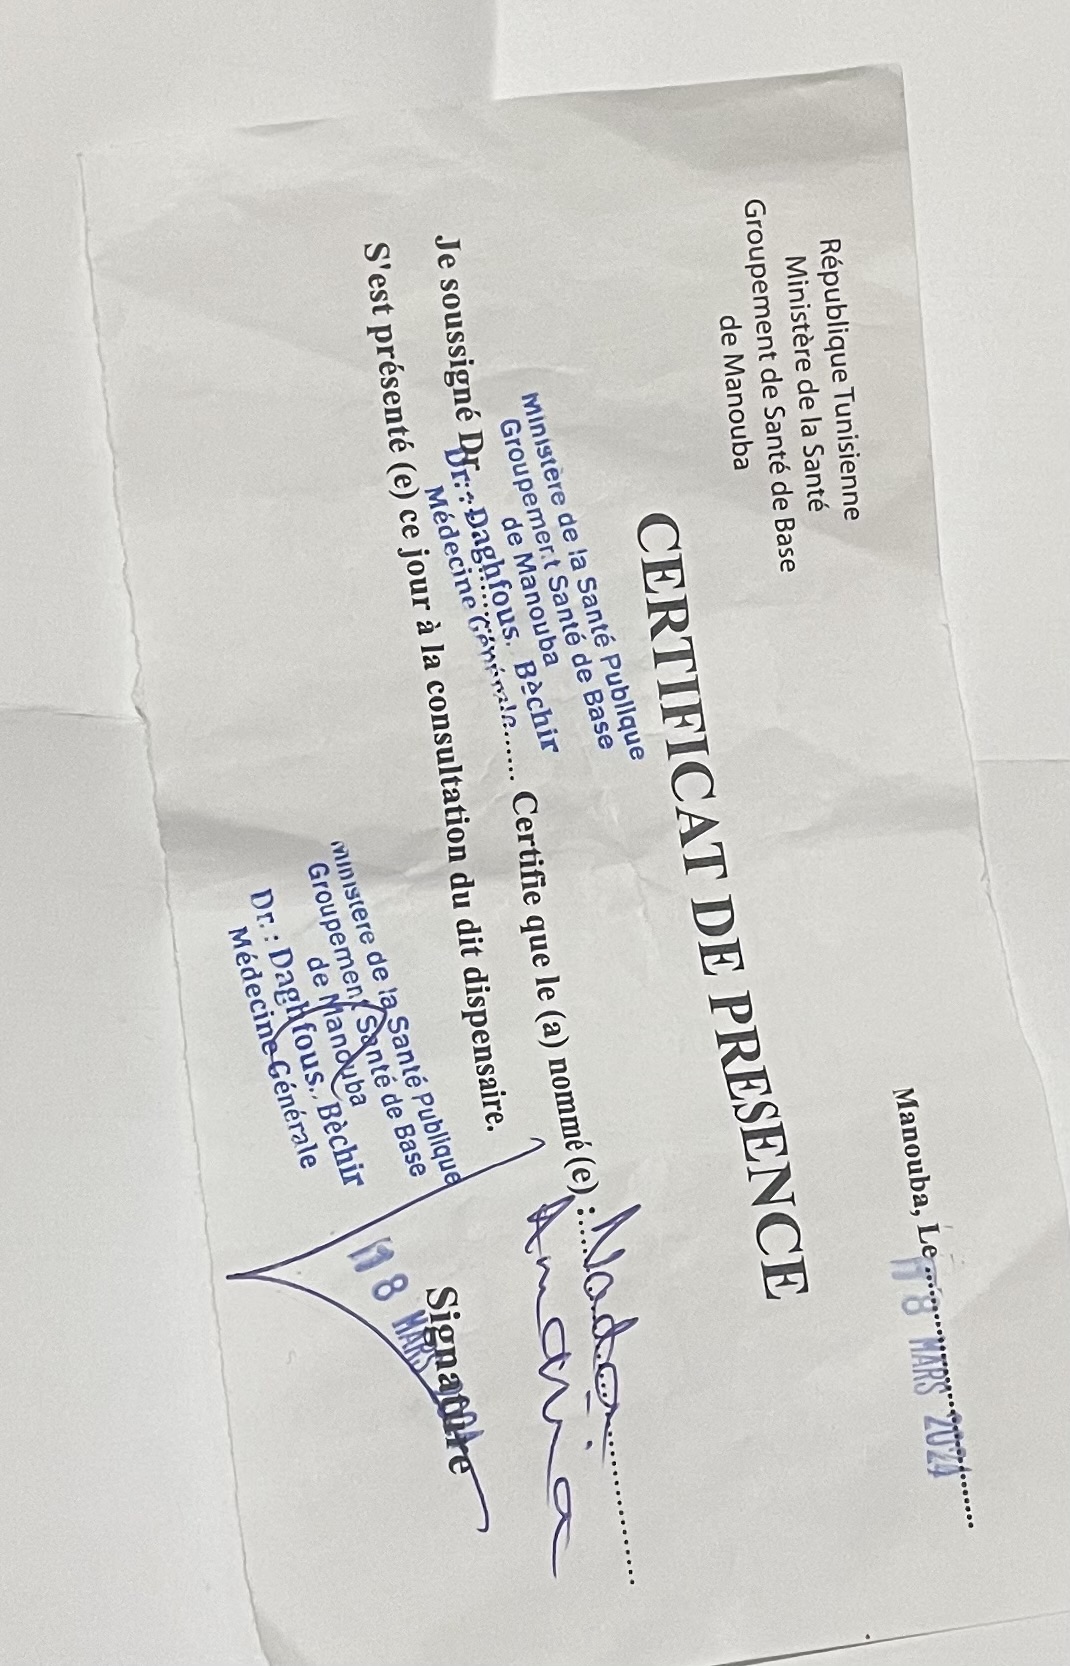 République Tunisienne
Ministère de la Santé
Groupement de Santé de Base
de Manouba
Manouba, Le ..............................
18 MARS 2024
CERTIFICAT DE PRESENCE
Ministère de la Santé Publique
Groupement Santé de Base
de Manouba
Dr.: Daghfous. Bèchir
Médecine Générale
Je soussigné Dr.............. Certifie que le (a) nommé (e) :..............................
S'est présenté (e) ce jour à la consultation du dit dispensaire.
Ministère de la Santé Publique
Groupement Santé de Base
de Manouba
Dr. : Daghfous., Bèchir
Médecine Générale
Signature
18 MARS 2024